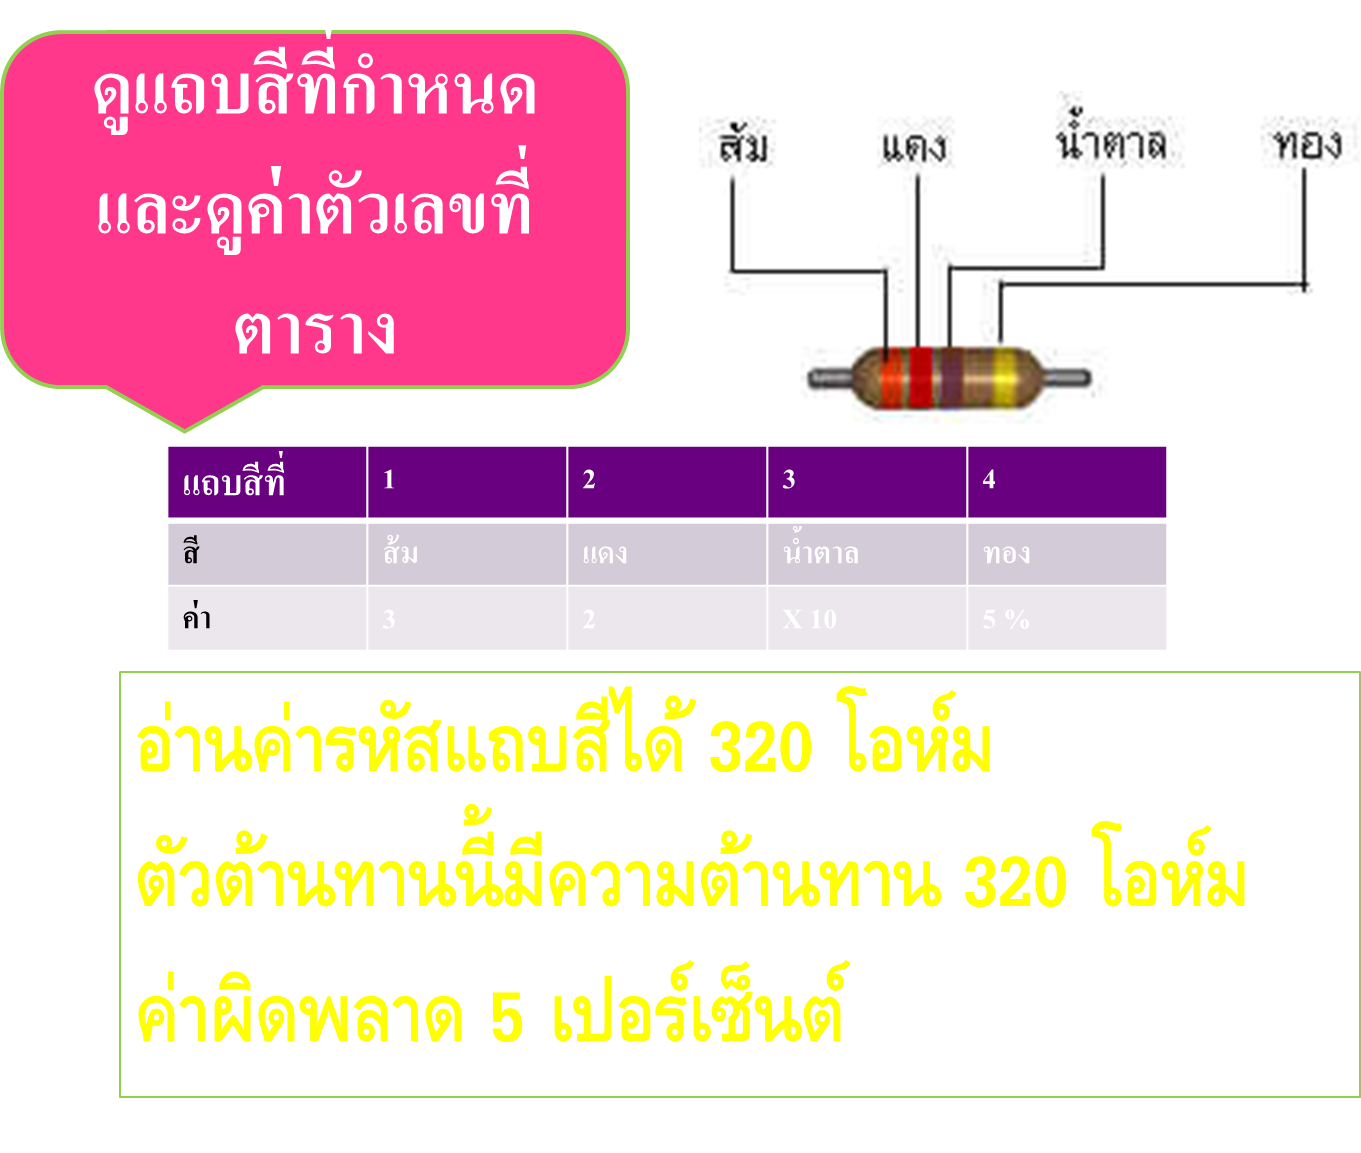 ดูแถบสีที่กำหนด
และดูค่าตัวเลขที่
ตาราง
ส้ม แดง น้ำตาล ทอง
แถบสีที่ 1 2 3 4
สี ส้ม แดง น้ำตาล ทอง
ค่า 3 2 X 10 5 %
อ่านค่ารหัสแถบสีได้ 320 โอห์ม
ตัวต้านทานนี้มีความต้านทาน 320 โอห์ม
ค่าผิดพลาด 5 เปอร์เซ็นต์